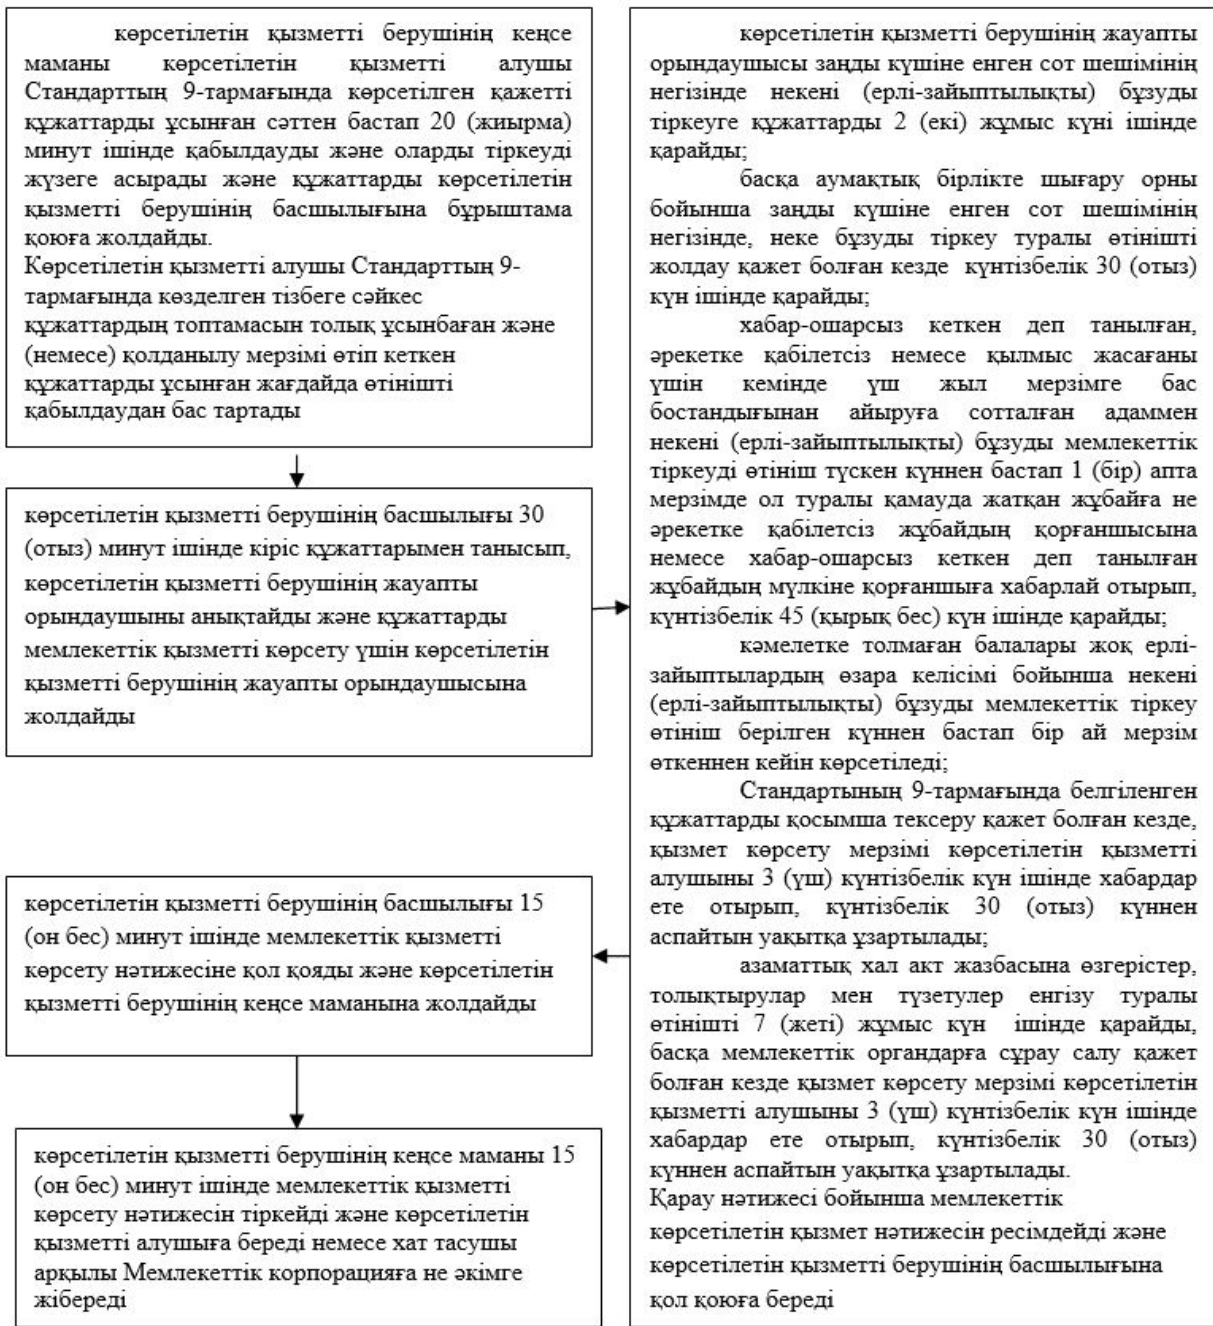 көрсетілетін қызметті берушінің кеңсе
маманы көрсетілетін қызметті алушы
Стандарттың 9-тармағында көрсетілген қажетті
құжаттарды ұсынған сәттен бастап 20 (жиырма)
минут ішінде қабылдауды және оларды тіркеуді
жүзеге асырады және құжаттарды көрсетілетін
қызметті берушінің басшылығына бұрыштама
қоюға жолдайды.
Көрсетілетін қызметті алушы Стандарттың 9-
тармағында көзделген тізбеге сәйкес
құжаттардың топтамасын толық ұсынбаған және
(немесе) қолданылу мерзімі өтіп кеткен
құжаттарды ұсынған жағдайда өтінішті
қабылдаудан бас тартады
көрсетілетін қызметті берушінің басшылығы 30
(отыз) минут ішінде кіріс құжаттарымен танысып,
көрсетілетін қызметті берушінің жауапты
орындаушыны анықтайды және құжаттарды
мемлекеттік қызметті көрсету үшін көрсетілетін
қызметті берушінің жауапты орындаушысына
жолдайды
көрсетілетін қызметті берушінің жауапты
орындаушысы заңды күшіне енген сот шешімінің
негізінде некені (ерлі-зайыптылықты) бұзуды
тіркеуге құжаттарды 2 (екі) жұмыс күні ішінде
қарайды;
басқа аумақтық бірлікте шығару орны
бойынша заңды күшіне енген сот шешімінің
негізінде, неке бұзуды тіркеу туралы өтінішті
жолдау қажет болған кезде күнтізбелік 30 (отыз)
күн ішінде қарайды;
хабар-ошарсыз кеткен деп танылған,
әрекетке қабілетсіз немесе қылмыс жасағаны
үшін кемінде үш жыл мерзімге бас
бостандығынан айыруға сотталған адаммен
некені (ерлі-зайыптылықты) бұзуды мемлекеттік
тіркеуді өтініш түскен күннен бастап 1 (бір) апта
мерзімде ол туралы қамауда жатқан жұбайға не
әрекетке қабілетсіз жұбайдың қорғаншысына
немесе хабар-ошарсыз кеткен деп танылған
жұбайдың мүлкіне қорғаншыға хабарлай отырып,
күнтізбелік 45 (қырық бес) күн ішінде қарайды;
кәмелетке толмаған балалары жоқ ерлі-
зайыптылардың өзара келісімі бойынша некені
(ерлі-зайыптылықты) бұзуды мемлекеттік тіркеу
өтініш берілген күннен бастап бір ай мерзім
өткеннен кейін көрсетіледі;
Стандартының 9-тармағында белгіленген
құжаттарды қосымша тексеру қажет болған кезде,
қызмет көрсету мерзімі көрсетілетін қызметті
алушыны 3 (үш) күнтізбелік күн ішінде хабардар
ете отырып, күнтізбелік 30 (отыз) күннен
аспайтын уақытқа ұзартылады;
азаматтық хал акт жазбасына өзгерістер,
толықтырулар мен түзетулер енгізу туралы
өтінішті 7 (жеті) жұмыс күн ішінде қарайды,
басқа мемлекеттік органдарға сұрау салу қажет
болған кезде қызмет көрсету мерзімі көрсетілетін
қызметті алушыны 3 (үш) күнтізбелік күн ішінде
хабардар ете отырып, күнтізбелік 30 (отыз)
күннен аспайтын уақытқа ұзартылады.
Қарау нәтижесі бойынша мемлекеттік
көрсетілетін қызмет нәтижесін ресімдейді және
көрсетілетін қызметті берушінің басшылығына
қол қоюға береді
көрсетілетін қызметті берушінің басшылығы 15
(он бес) минут ішінде мемлекеттік қызметті
көрсету нәтижесіне қол қояды және көрсетілетін
қызметті берушінің кеңсе маманына жолдайды
көрсетілетін қызметті берушінің кеңсе маманы 15
(он бес) минут ішінде мемлекеттік қызметті
көрсету нәтижесін тіркейді және көрсетілетін
қызметті алушыға береді немесе хат тасушы
арқылы Мемлекеттік корпорацияға не әкімге
жібереді